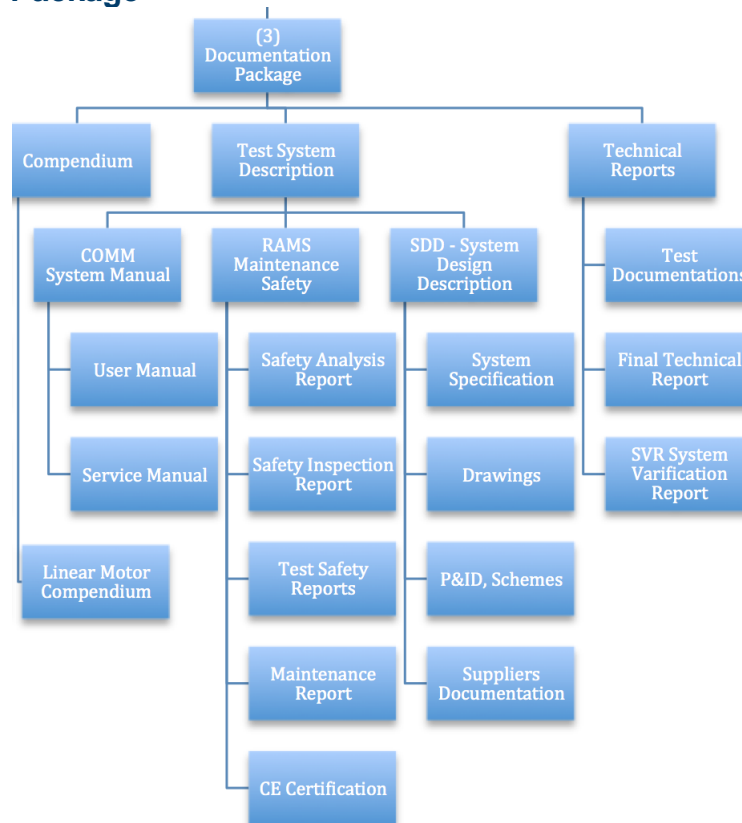 Package
(3)
Documentation
Package
Compendium
Test System
Description
Technical
Reports
COMM
System Manual
RAMS
Maintenance
Safety
SDD - System
Design
Description
Test
Documentations
User Manual
Safety Analysis
Report
System
Specification
Final Technical
Report
Service Manual
Safety Inspection
Report
Drawings
SVR System
Varification
Report
Linear Motor
Compendium
Test Safety
Reports
P&ID, Schemes
Maintenance
Report
Suppliers
Documentation
CE Certification